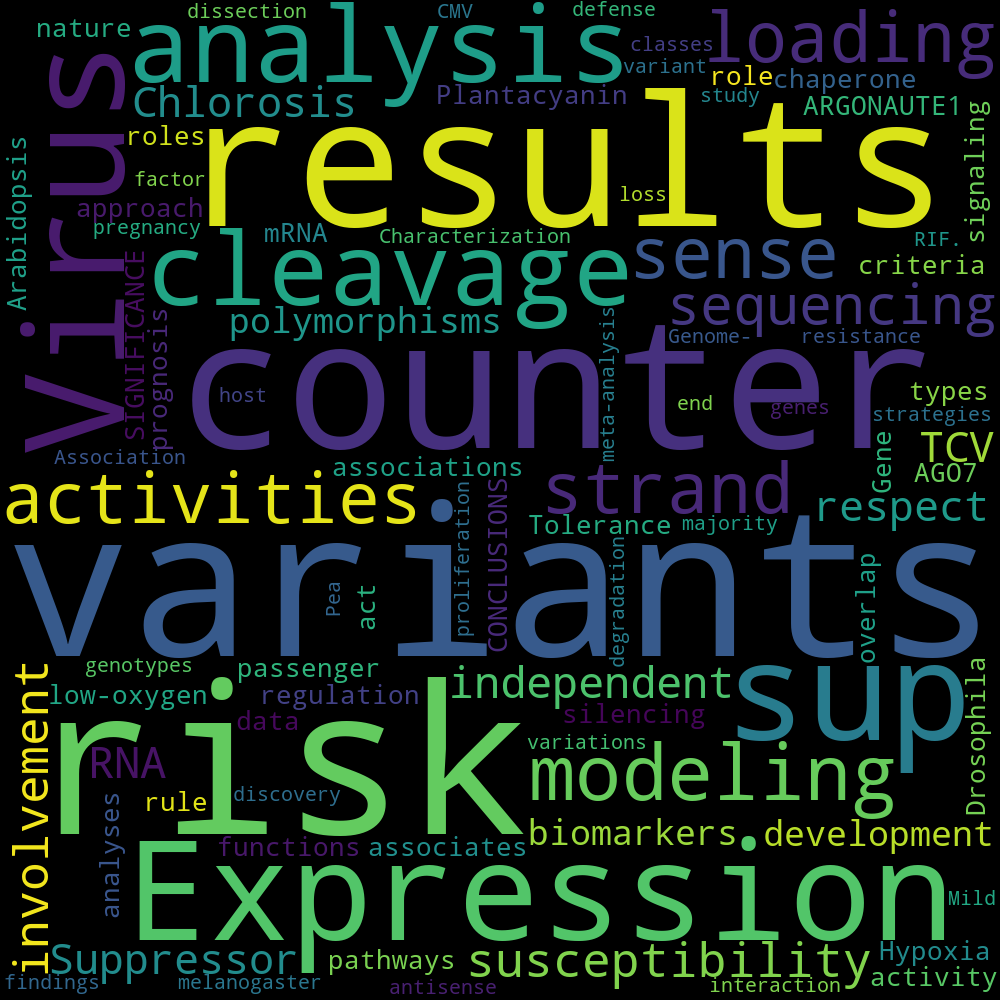 dissection
CMV
defense
nature
analysis
classes
loading
variant
role
chaperone
Chlorosis
Plantacyanin
study
ARGONAUTE1
virus
results
roles
Arabidopsis
factor
loss
signaling
approach
pregnancy
mRNA
Characterization
sense
RIF.
cleavage
criteria
SIGNIFICANCE
prognosis
polymorphisms
sequencing
meta-analysis
Genome-
resistance
counter
host
end
genes
types
strategies
Association
associations
Gene
TCV
AGO7
activities
strand
respect
proliferation
CONCLUSIONS
Tolerance
majority
variants
Pea
act
degradation
overlap
genotypes
passenger
independent
sup
involvement
low-oxygen
regulation
data
silencing
Drosophila
risk
RNA
variations
modeling
analyses
rule
discovery
functions
associates
biomarkers
development
Expression
Mild
Suppressor
pathways
susceptibility
Hypoxia
findings
melanogaster
antisense
interaction
activity